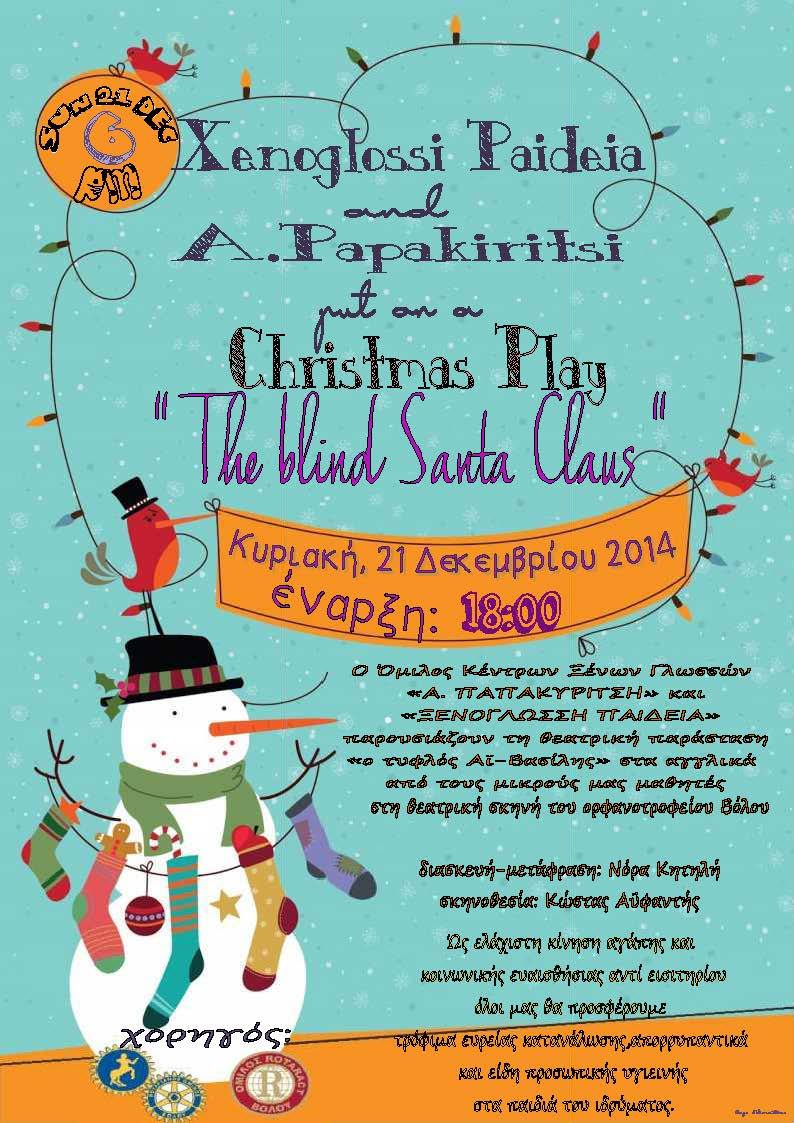 SUN 21 DEC
6
PM
Xenoglossi Paideia
and
A.Papakiritsi
put on a
Christmas Play
" The blind Santa Claus "
Κυριακή, 21 Δεκεμβρίου 2014
έναρξη: 18:00
Ο Όμιλος Κέντρων Ξένων Γλωσσών
«Α. ΠΑΠΑΚΥΡΙΤΣΗ» και
«ΞΕΝΟΓΛΩΣΣΗ ΠΑΙΔΕΙΑ»
παρουσιάζουν τη θεατρική παράσταση
«ο τυφλός Αϊ-Βασίλης» στα αγγλικά
από τους μικρούς μας μαθητές
στη θεατρική σκηνή του ορφανοτροφείου Βόλου
διασκευή-μετάφραση: Νόρα Κητηλή
σκηνοθεσία: Κώστας Αϋφαντής
Ώς ελάχιστη κίνηση αγάπης και
κοινωνικής ευαισθήσιας αντί εισιτηρίου
όλοι μας θα προσφέρουμε
τρόφιμα ευρείας κατανάλωσης,απορρυπαντικά
και είδη προσωπικής υγιεινής
στα παιδιά του ιδρύματος.
χορηγός:
ΟΜΙΛΟΣ ROTARACT
R
ΒΟΛΟΥ